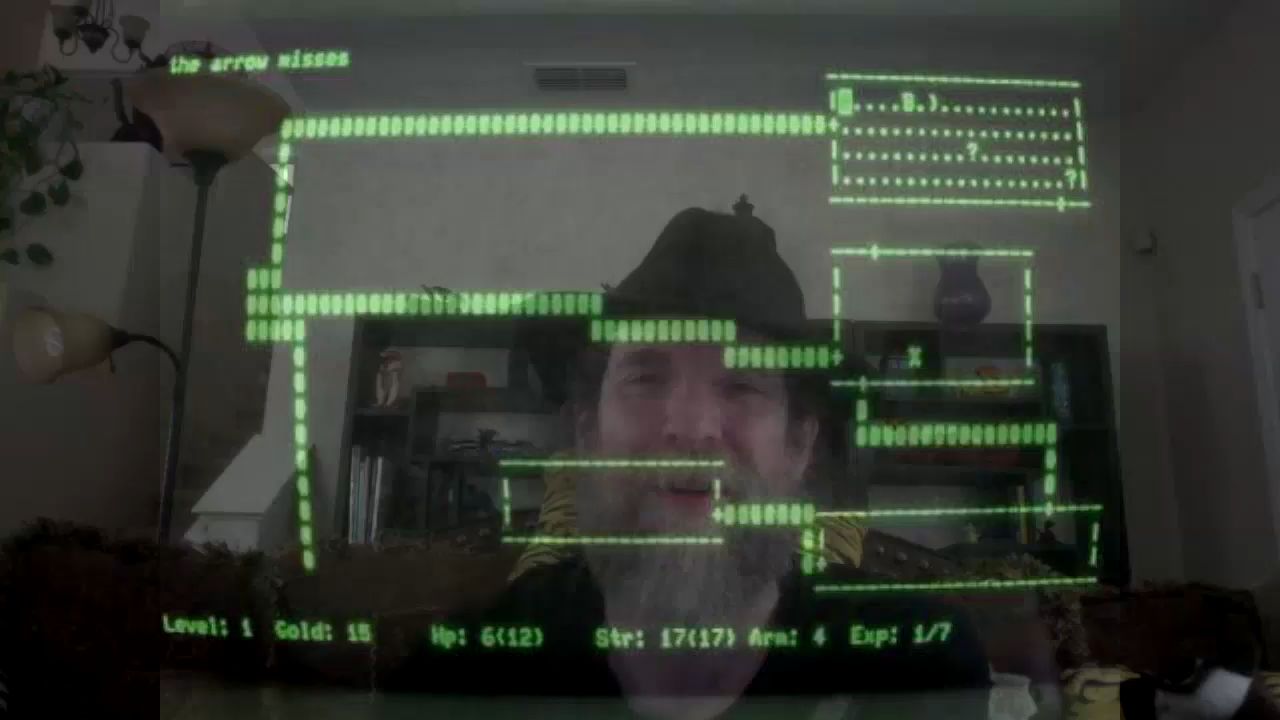 the arrow misses
Level: 1 Gold: 15 Hp: 6(12) Str: 17(17) Arm: 4 Exp: 1/7